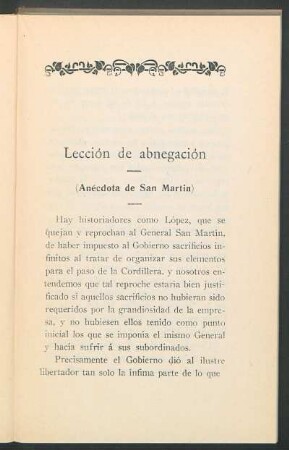 Lección de abnegación
(Anécdota de San Martín)
Hay historiadores como López, que se
quejan y reprochan al General San Martín,
de haber impuesto al Gobierno sacrificios in-
finitos al tratar de organizar sus elementos
para el paso de la Cordillera. y nosotros en-
tendemos que tal reproche estaria bien justi-
ficado si aquellos sacrificios no hubieran sido
requeridos por la grandiosidad de la empre-
sa, y no hubiesen ellos tenido como punto
inicial los que se imponía el mismo General
y hacía sufrir á sus subordinados.
Precisamente el Gobierno dió al ilustre
libertador tan solo la ínfima parte de lo que